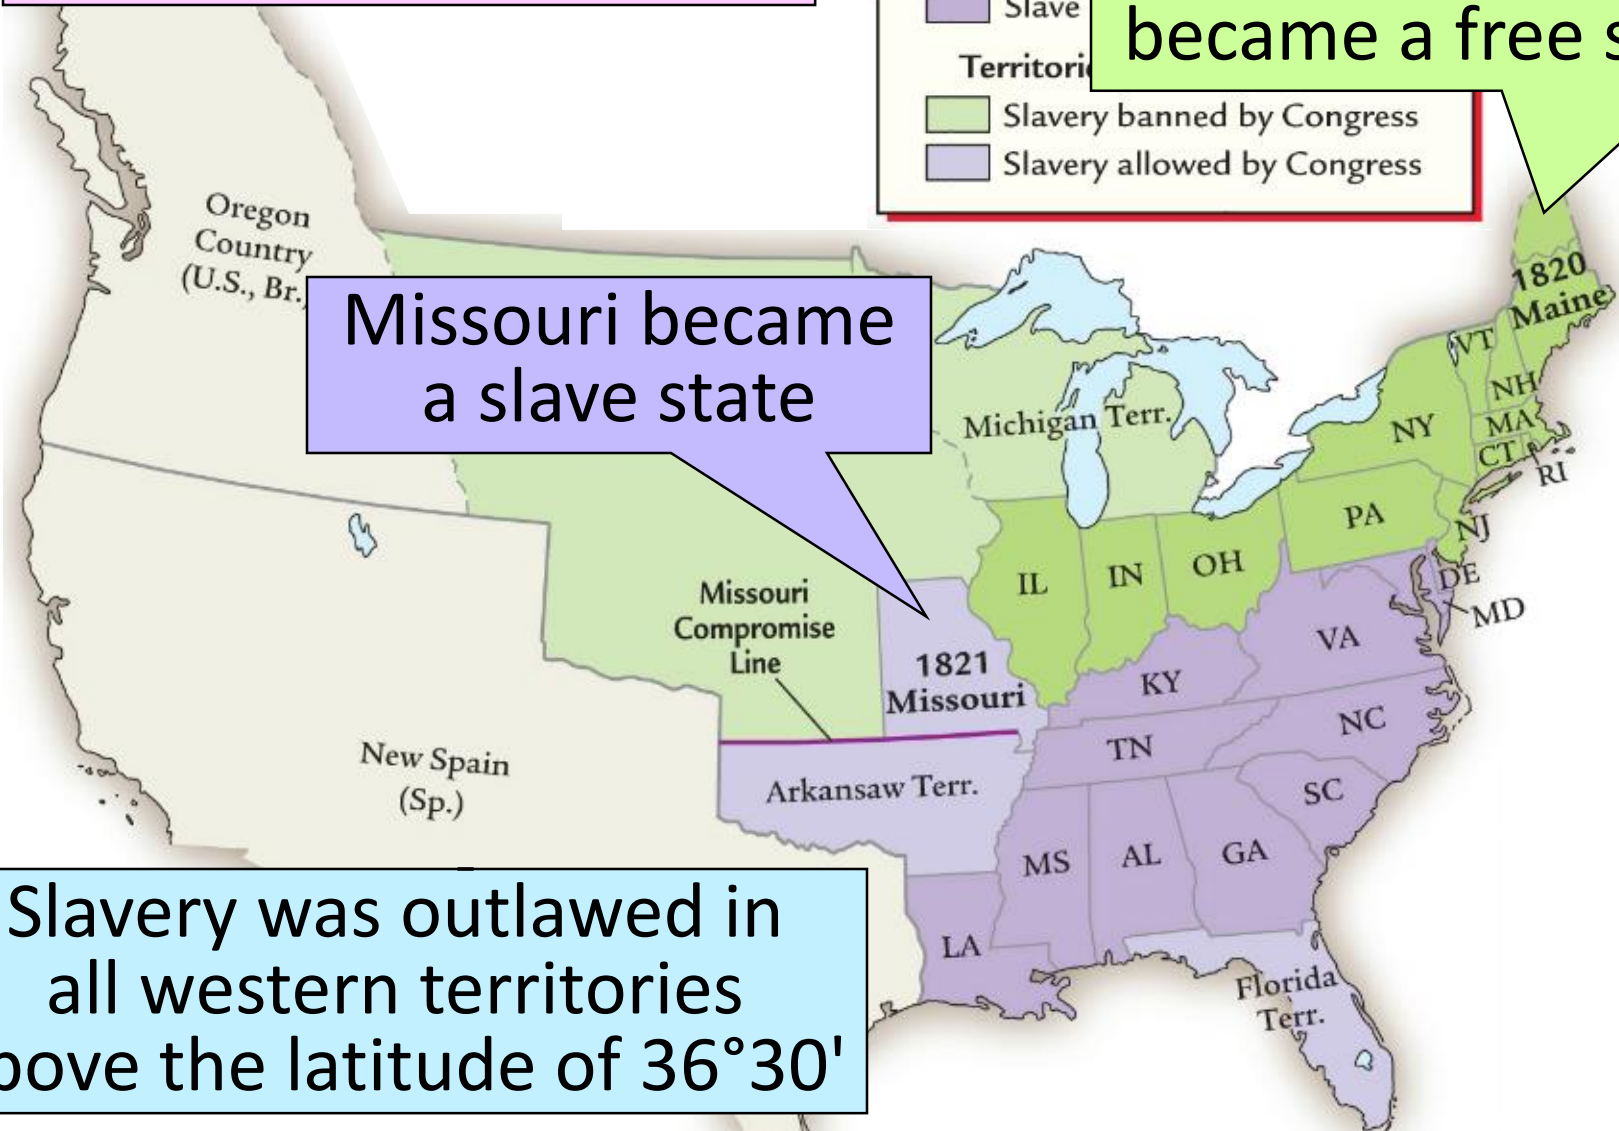 Slave
became a free
Slavery banned by Congress
Slavery allowed by Congress
Oregon
Country
(U.S., Br.
Missouri became
a slave state
1820
Maine
VT
NH
MA
CT
RI
NY
Michigan Terr.
PA
NJ
IL
IN
OH
DE
MD
Missouri
Compromise
Line
1821
Missouri
VA
KY
NC
TN
New Spain
(Sp.)
Arkansaw Terr.
SC
MS
AL
GA
LA
Florida
Terr.
Slavery was outlawed in
all western territories
the latitude of 36°30'